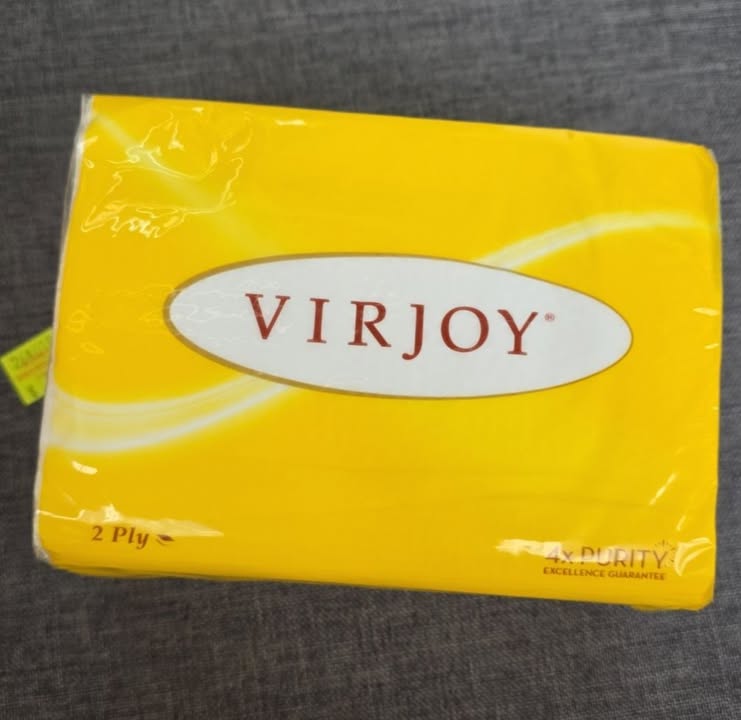 VIRJOY®
2 Ply
4x PURITY
EXCELLENCE GUARANTEE